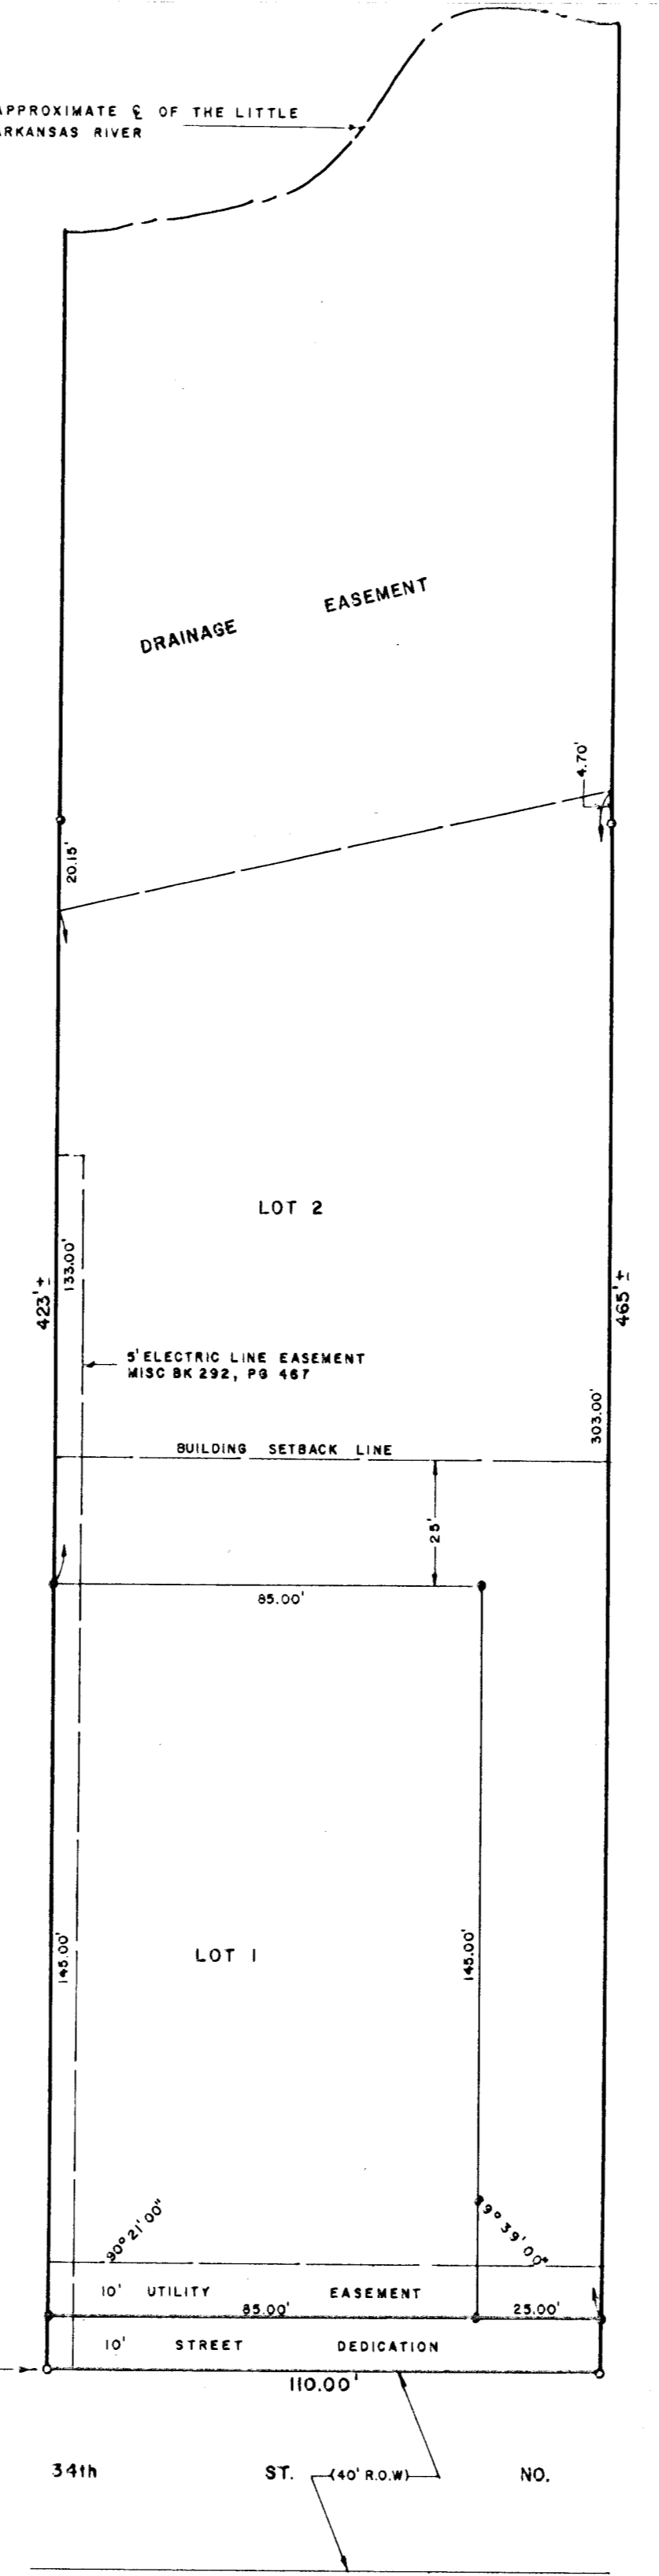 APPROXIMATE ℄ OF THE LITTLE
ARKANSAS RIVER
DRAINAGE EASEMENT
4.70'
20.15'
LOT 2
423'±
133.00'
465'±
5' ELECTRIC LINE EASEMENT
MISC BK 292, PG 467
303.00'
BUILDING SETBACK LINE
25'
85.00'
145.00'
LOT 1
145.00'
90°21'00"
9°39'00"
10' UTILITY EASEMENT
85.00' 25.00'
10' STREET DEDICATION
110.00'
34th ST. (40' R.O.W) NO.